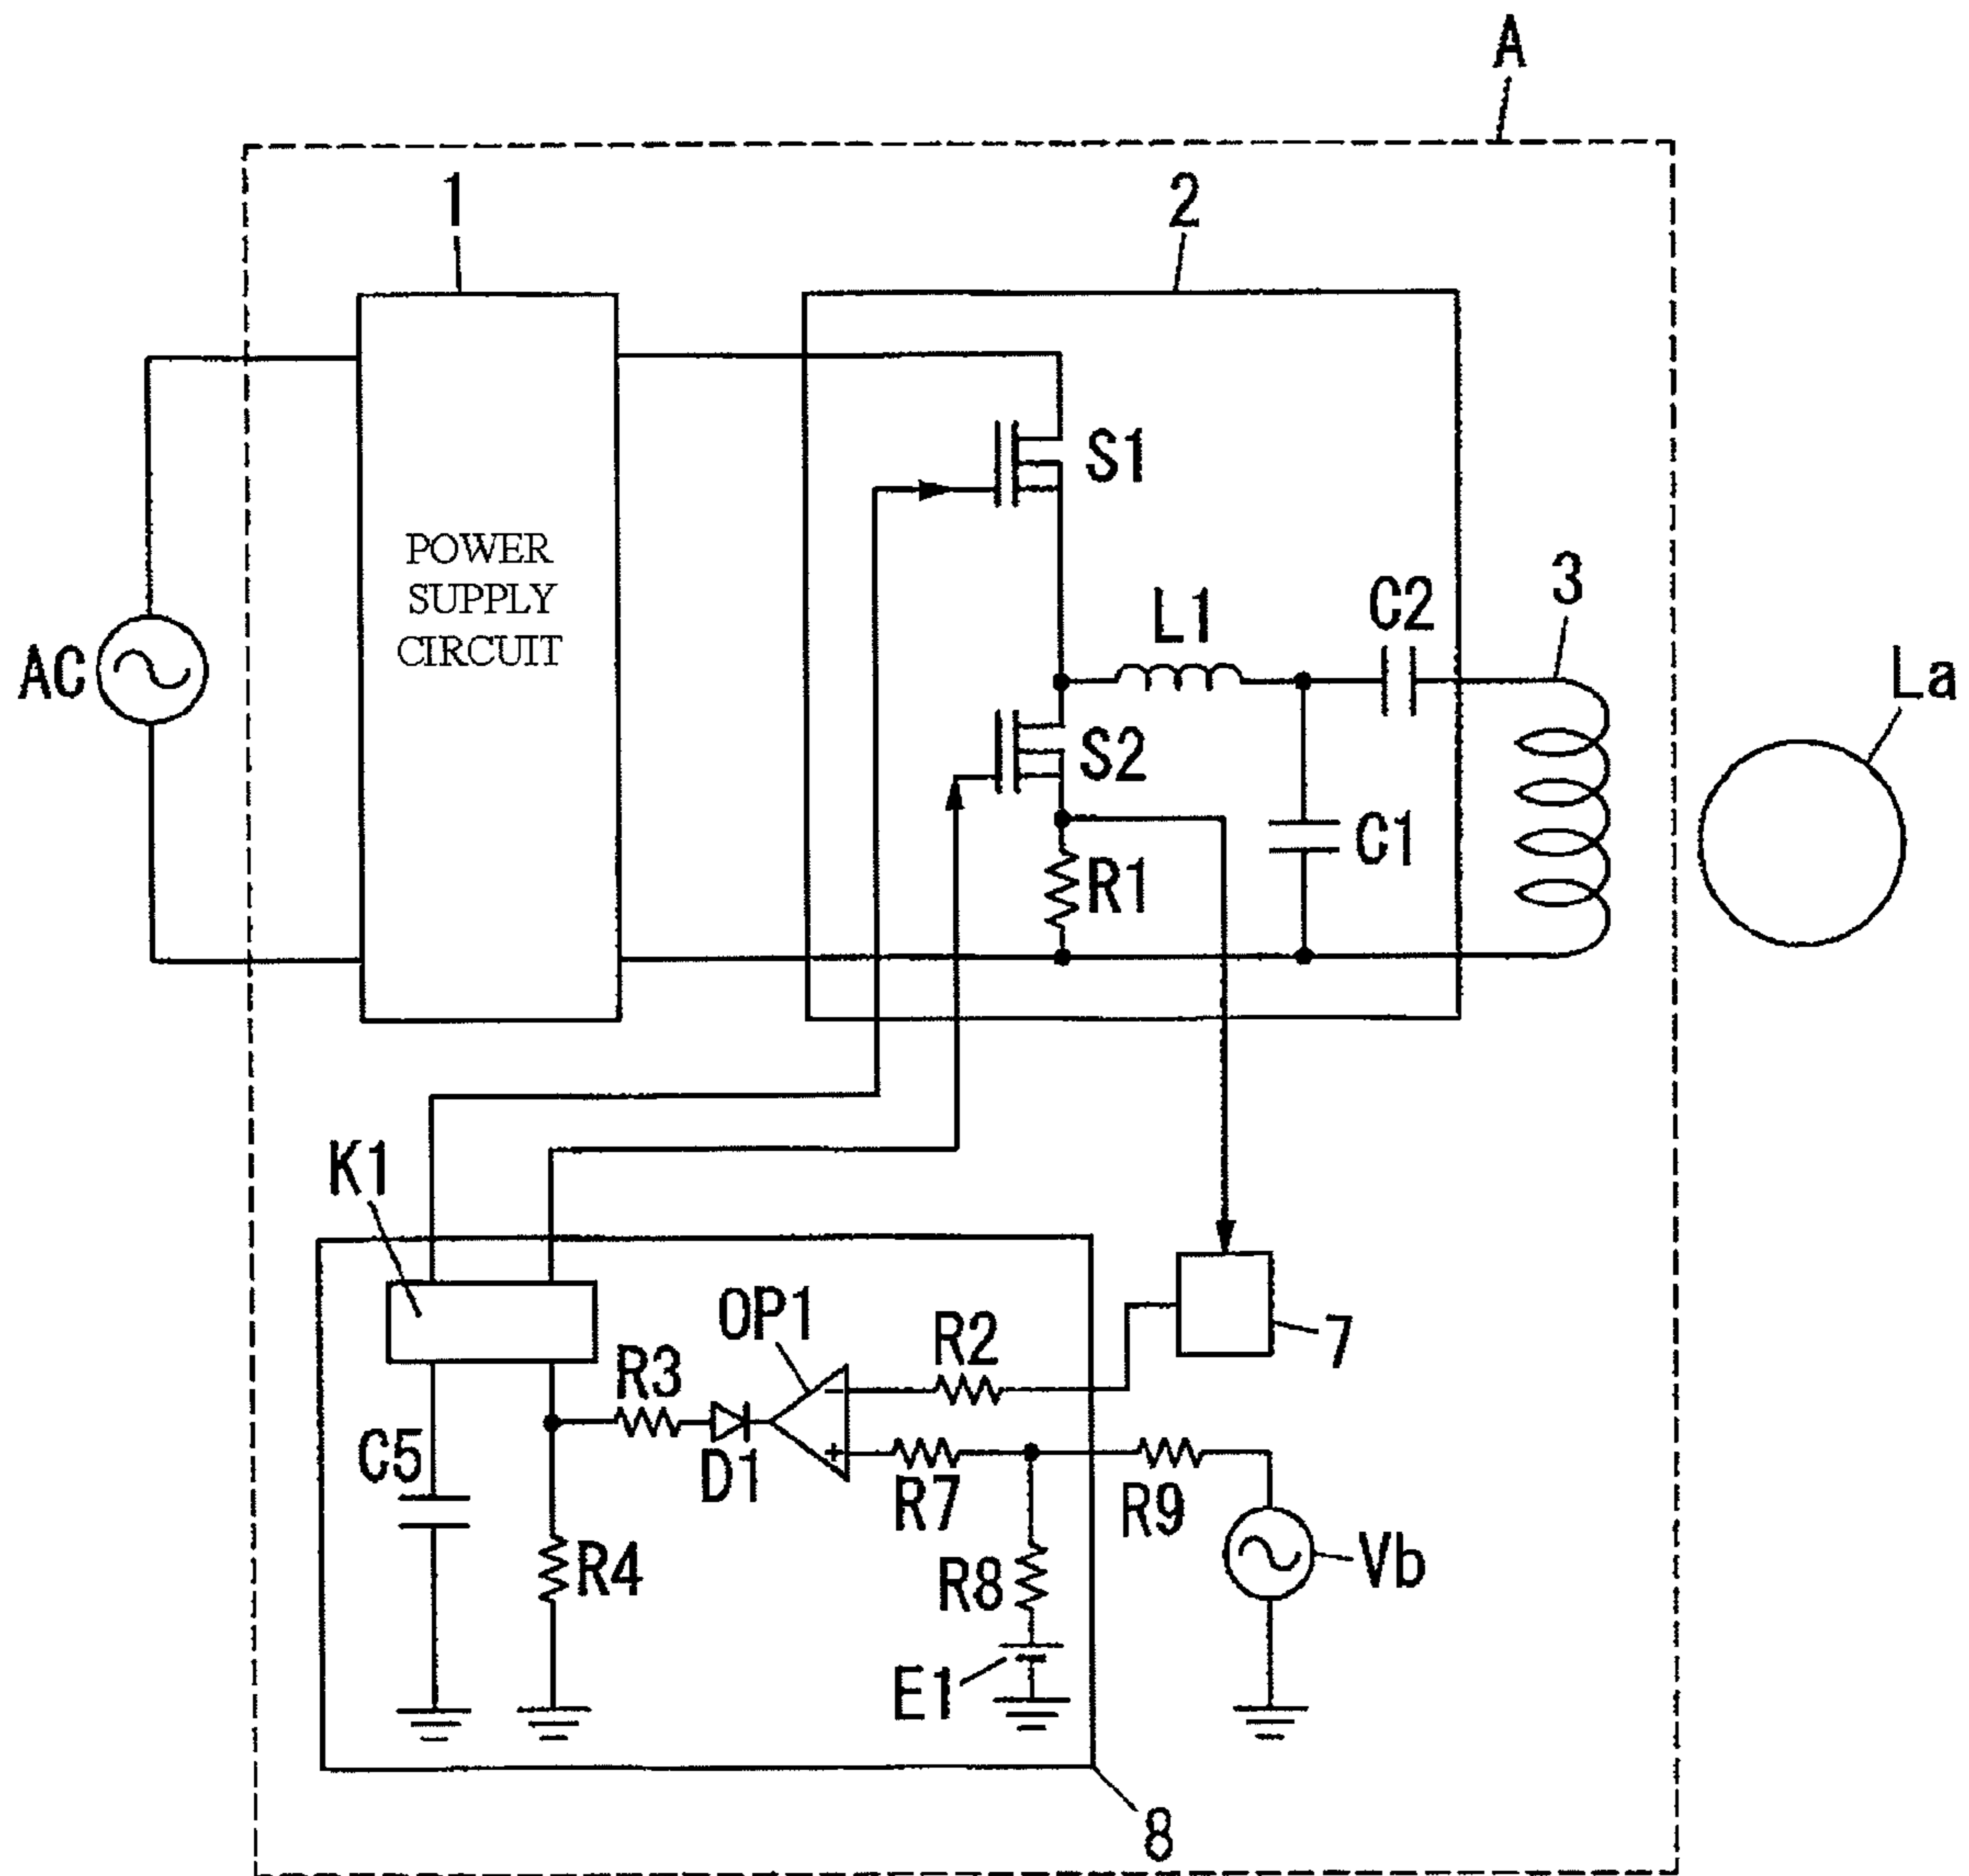 A
1
2
POWER
SUPPLY
CIRCUIT
S1
AC
L1
C2
3
La
S2
C1
R1
K1
OP1
R2
7
R3
C5
D1
R7
R9
R4
R8
Vb
E1
8